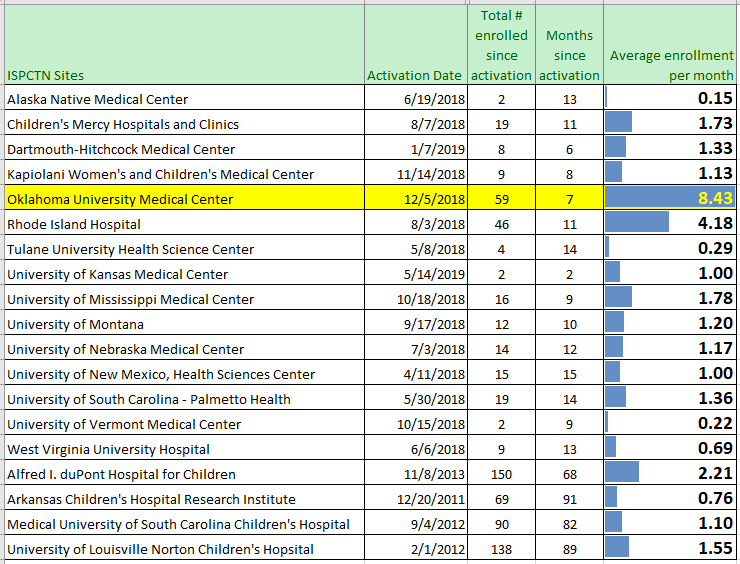 ISPCTN Sites Activation Date Total # enrolled since activation Months since activation Average enrollment per month
Alaska Native Medical Center 6/19/2018 2 13 0.15
Children's Mercy Hospitals and Clinics 8/7/2018 19 11 1.73
Dartmouth-Hitchcock Medical Center 1/7/2019 8 6 1.33
Kapiolani Women's and Children's Medical Center 11/14/2018 9 8 1.13
Oklahoma University Medical Center 12/5/2018 59 7 8.43
Rhode Island Hospital 8/3/2018 46 11 4.18
Tulane University Health Science Center 5/8/2018 4 14 0.29
University of Kansas Medical Center 5/14/2019 2 2 1.00
University of Mississippi Medical Center 10/18/2018 16 9 1.78
University of Montana 9/17/2018 12 10 1.20
University of Nebraska Medical Center 7/3/2018 14 12 1.17
University of New Mexico, Health Sciences Center 4/11/2018 15 15 1.00
University of South Carolina - Palmetto Health 5/30/2018 19 14 1.36
University of Vermont Medical Center 10/15/2018 2 9 0.22
West Virginia University Hospital 6/6/2018 9 13 0.69
Alfred I. duPont Hospital for Children 11/8/2013 150 68 2.21
Arkansas Children's Hospital Research Institute 12/20/2011 69 91 0.76
Medical University of South Carolina Children's Hospital 9/4/2012 90 82 1.10
University of Louisville Norton Children's Hopsital 2/1/2012 138 89 1.55